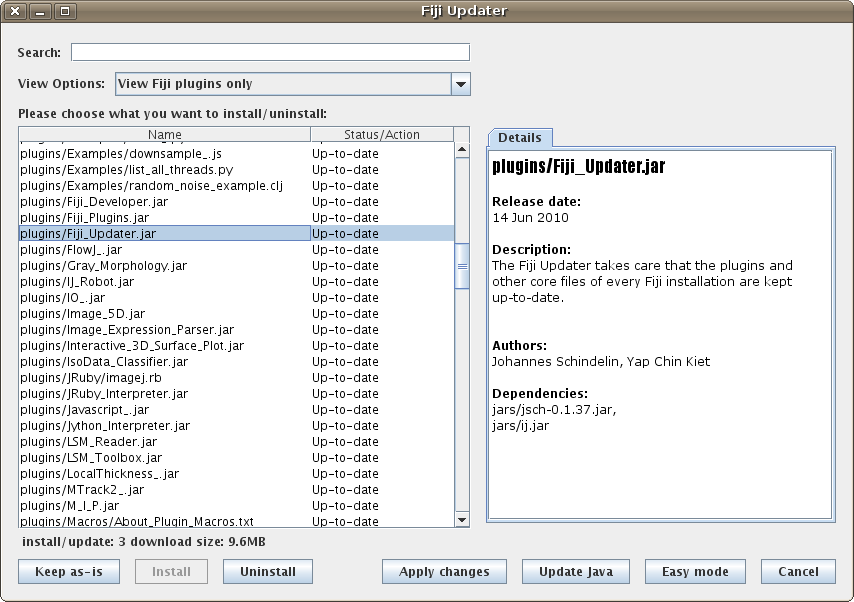 Fiji Updater
Search:
View Options: View Fiji plugins only
Please choose what you want to install/uninstall:
Name Status/Action
plugins/Examples/downsample_.js Up-to-date
plugins/Examples/list_all_threads.py Up-to-date
plugins/Examples/random_noise_example.clj Up-to-date
plugins/Fiji_Developer.jar Up-to-date
plugins/Fiji_Plugins.jar Up-to-date
plugins/Fiji_Updater.jar Up-to-date
plugins/FlowJ_.jar Up-to-date
plugins/Gray_Morphology.jar Up-to-date
plugins/IJ_Robot.jar Up-to-date
plugins/IO_.jar Up-to-date
plugins/Image_5D.jar Up-to-date
plugins/Image_Expression_Parser.jar Up-to-date
plugins/Interactive_3D_Surface_Plot.jar Up-to-date
plugins/IsoData_Classifier.jar Up-to-date
plugins/JRuby/imagej.rb Up-to-date
plugins/JRuby_Interpreter.jar Up-to-date
plugins/Javascript_.jar Up-to-date
plugins/Jython_Interpreter.jar Up-to-date
plugins/LSM_Reader.jar Up-to-date
plugins/LSM_Toolbox.jar Up-to-date
plugins/LocalThickness_.jar Up-to-date
plugins/MTrack2_.jar Up-to-date
plugins/M_I_P.jar Up-to-date
plugins/Macros/About_Plugin_Macros.txt Up-to-date
install/update: 3 download size: 9.6MB
Details
plugins/Fiji_Updater.jar
Release date:
14 Jun 2010
Description:
The Fiji Updater takes care that the plugins and
other core files of every Fiji installation are kept
up-to-date.
Authors:
Johannes Schindelin, Yap Chin Kiet
Dependencies:
jars/jsch-0.1.37.jar,
jars/ij.jar
Keep as-is Install Uninstall Apply changes Update Java Easy mode Cancel